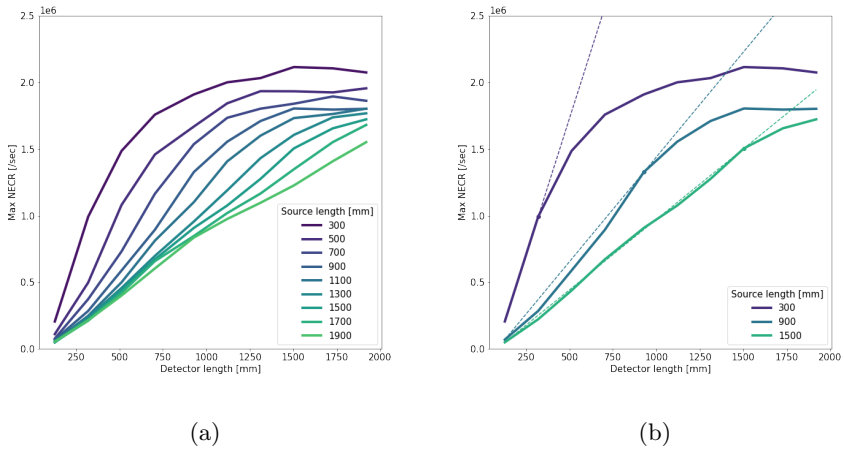 1e6
2.5
2.0
1.5
1.0
0.5
0.0
Max NECR [/sec]
250 500 750 1000 1250 1500 1750 2000
Detector length [mm]
Source length [mm]
300
500
700
900
1100
1300
1500
1700
1900
(a)
1e6
2.5
2.0
1.5
1.0
0.5
0.0
Max NECR [/sec]
250 500 750 1000 1250 1500 1750 2000
Detector length [mm]
Source length [mm]
300
900
1500
(b)